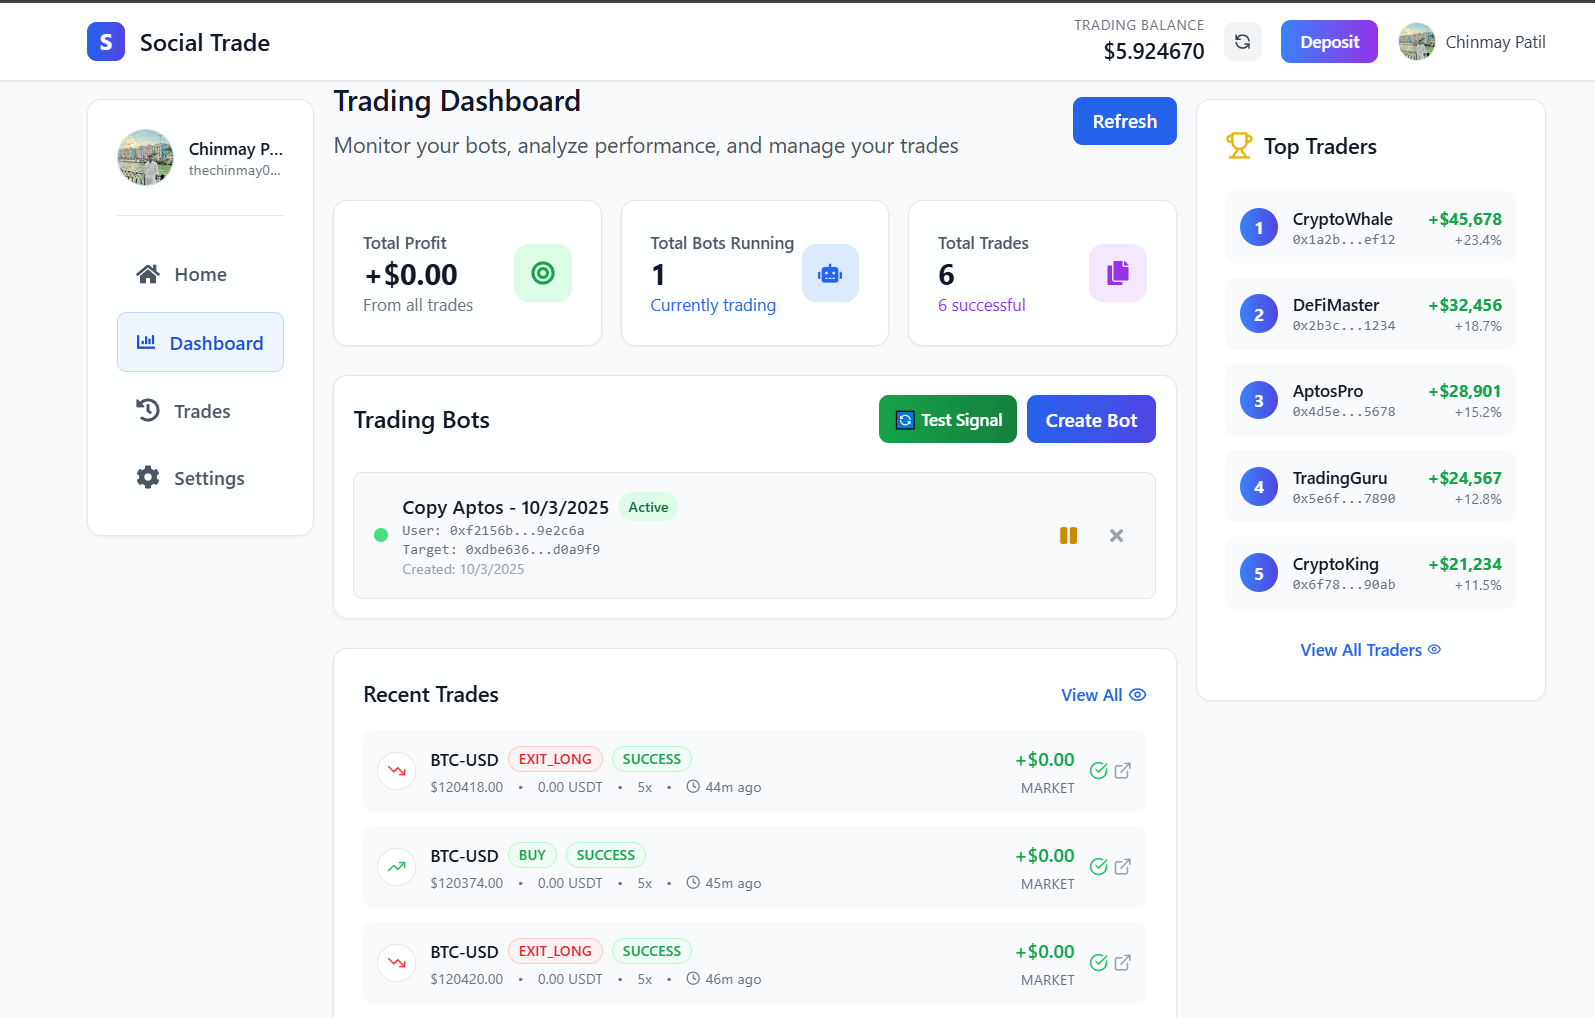 S Social Trade
TRADING BALANCE
$5.924670
Deposit
Chinmay Patil
Chinmay P...
thechinmay0...
Home
Dashboard
Trades
Settings
Trading Dashboard
Monitor your bots, analyze performance, and manage your trades
Refresh
Total Profit
+$0.00
From all trades
Total Bots Running
1
Currently trading
Total Trades
6
6 successful
Trading Bots
Test Signal
Create Bot
Copy Aptos - 10/3/2025 Active
User: 0xf2156b...9e2c6a
Target: 0xdbe636...d0a9f9
Created: 10/3/2025
Recent Trades
View All
BTC-USD EXIT_LONG SUCCESS
$120418.00 • 0.00 USDT • 5x • 44m ago
+$0.00
MARKET
BTC-USD BUY SUCCESS
$120374.00 • 0.00 USDT • 5x • 45m ago
+$0.00
MARKET
BTC-USD EXIT_LONG SUCCESS
$120420.00 • 0.00 USDT • 5x • 46m ago
+$0.00
MARKET
Top Traders
1
CryptoWhale +$45,678
0x1a2b...ef12 +23.4%
2
DeFiMaster +$32,456
0x2b3c...1234 +18.7%
3
AptosPro +$28,901
0x4d5e...5678 +15.2%
4
TradingGuru +$24,567
0x5e6f...7890 +12.8%
5
CryptoKing +$21,234
0x6f78...90ab +11.5%
View All Traders